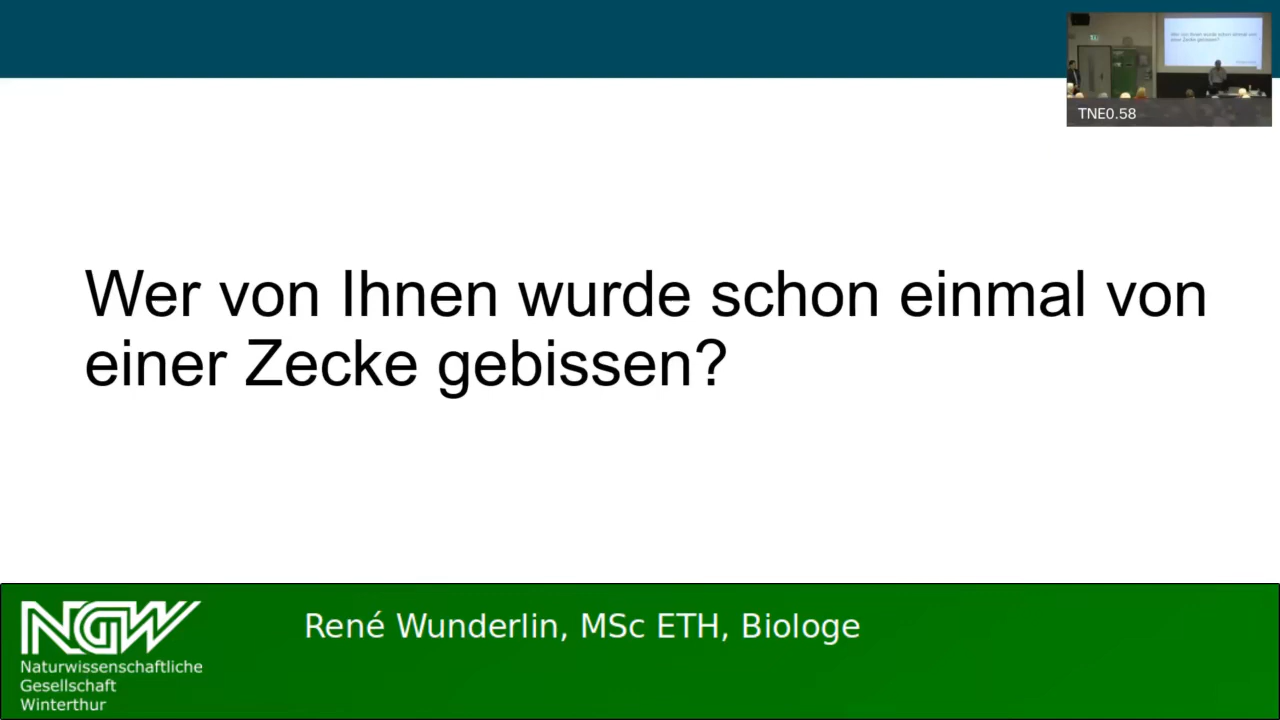 TNE0.58
Wer von Ihnen wurde schon einmal von
einer Zecke gebissen?
NGW
Naturwissenschaftliche
Gesellschaft
Winterthur
René Wunderlin, MSc ETH, Biologe